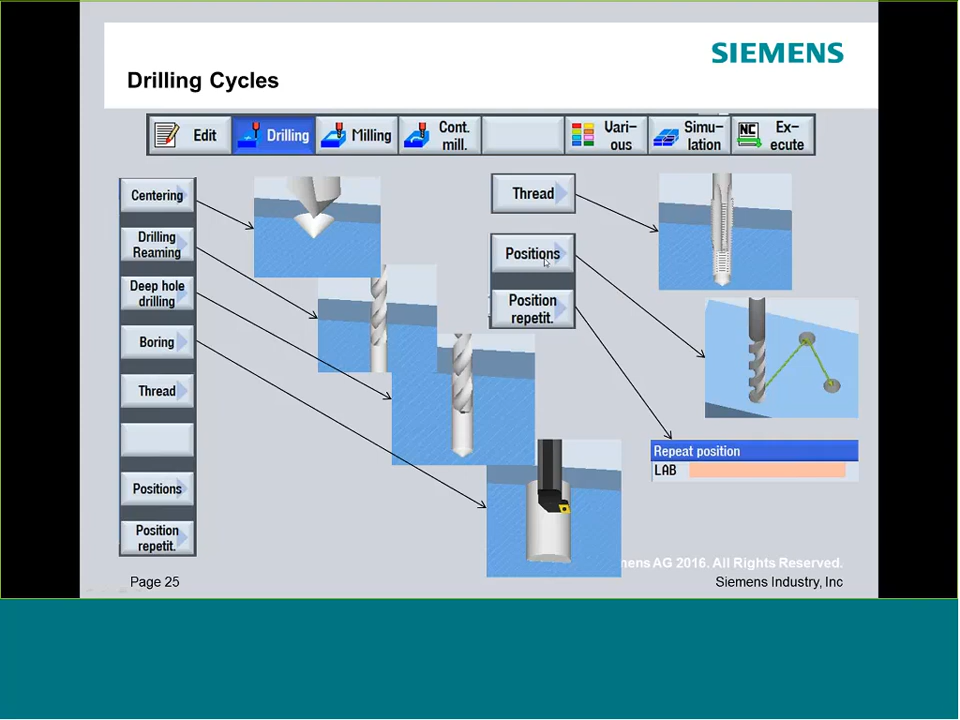 SIEMENS
Drilling Cycles
Edit
Drilling
Milling
Cont.
mill.
Vari-
ous
Simu-
lation
NC
Ex-
ecute
Centering
Drilling
Reaming
Deep hole
drilling
Boring
Thread
Positions
Position
repetit.
Thread
Positions
Position
repetit.
Repeat position
LAB
AG 2016. All Rights Reserved.
Page 25
Siemens Industry, Inc